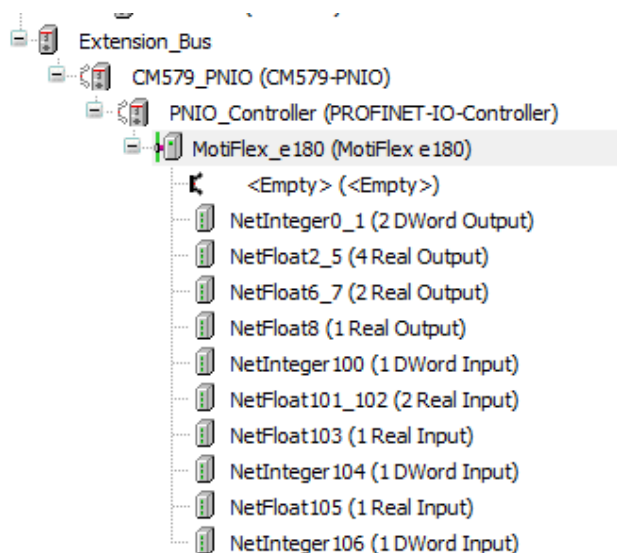 Extension_Bus
CM579_PNIO (CM579-PNIO)
PNIO_Controller (PROFINET-IO-Controller)
MotiFlex_e180 (MotiFlex e180)
<Empty> (<Empty>)
NetInteger0_1 (2 DWord Output)
NetFloat2_5 (4 Real Output)
NetFloat6_7 (2 Real Output)
NetFloat8 (1 Real Output)
NetInteger100 (1 DWord Input)
NetFloat101_102 (2 Real Input)
NetFloat103 (1 Real Input)
NetInteger104 (1 DWord Input)
NetFloat105 (1 Real Input)
NetInteger106 (1 DWord Input)